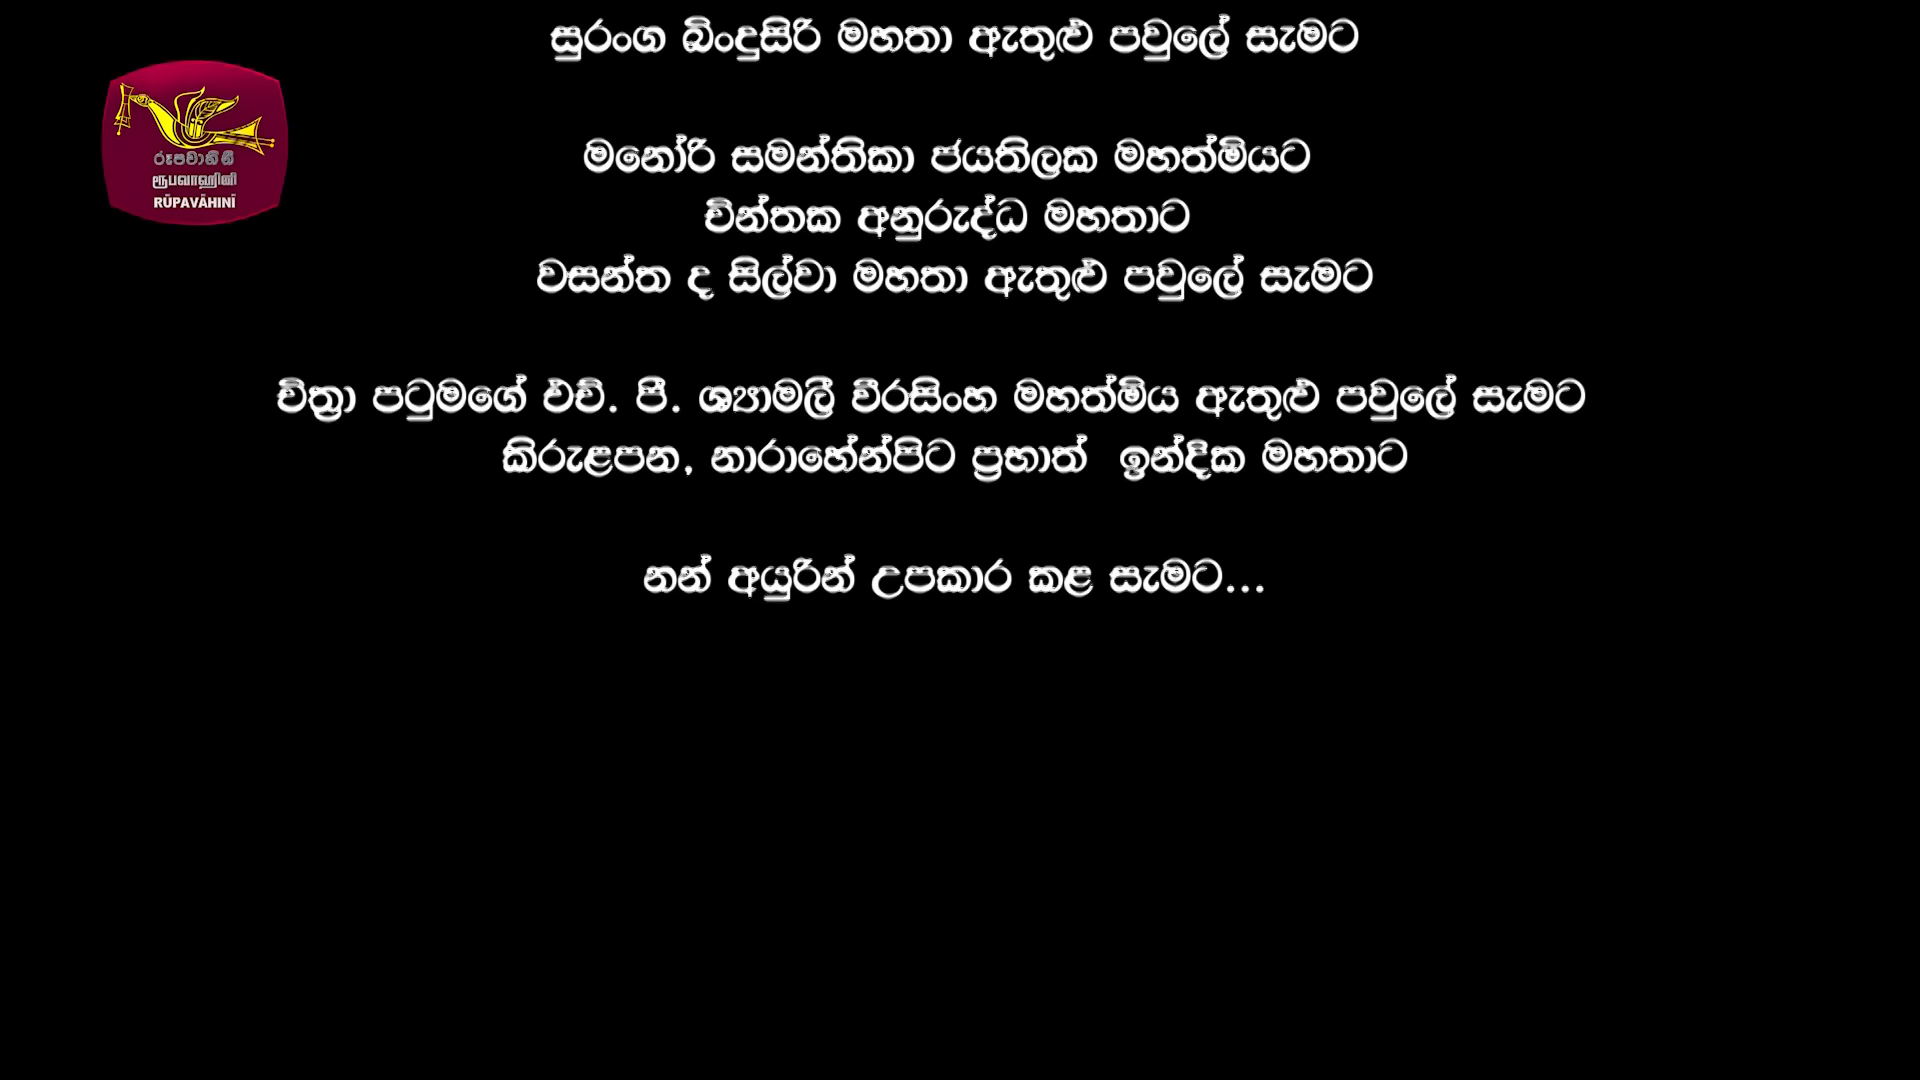 සුරංග බිංදුසිරි මහතා ඇතුළු පවුලේ සැමට
රූපවාහිනී
ரூபவாஹினி
RŪPAVĀHINĪ
මනෝරි සමන්තිකා ජයතිලක මහත්මියට
චින්තක අනුරුද්ධ මහතාට
වසන්ත ද සිල්වා මහතා ඇතුළු පවුලේ සැමට
චිත්‍රා පටුමගේ එච්. පී. ශ්‍යාමලී වීරසිංහ මහත්මිය ඇතුළු පවුලේ සැමට
කිරුළපන, නාරාහේන්පිට ප්‍රභාත් ඉන්දික මහතාට
නන් අයුරින් උපකාර කළ සැමට...